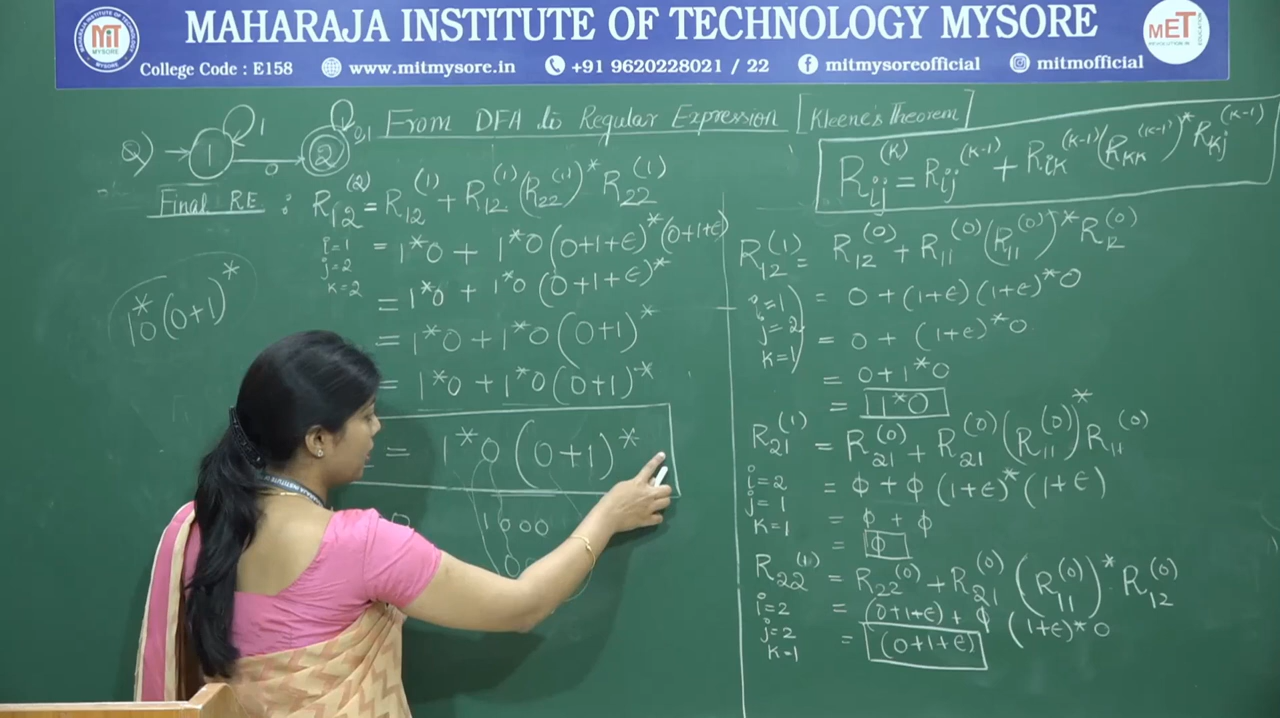 MAHARAJA INSTITUTE OF TECHNOLOGY MYSORE
MIT
MYSORE
MET
College Code : E158 www.mitmysore.in +91 9620228021 / 22 mitmysoreofficial mitmofficial
From DFA to Regular Expression [Kleene's Theorem]
Q) → 1 0 2 1 0,1
R_ij^(K) = R_ij^(K-1) + R_iK^(K-1) (R_KK^(K-1))* R_Kj^(K-1)
Final RE : R_12^(2) = R_12^(1) + R_12^(1) (R_22^(1))* R_22^(1)
i=1
j=2
K=2
= 1*0 + 1*0 (0+1+ε)* (0+1+ε)
= 1*0 + 1*0 (0+1+ε)*
= 1*0 + 1*0 (0+1)*
= 1*0 + 1*0 (0+1)*
= 1*0 (0+1)*
1000
1*0(0+1)*
R_12^(1) = R_12^(0) + R_11^(0) (R_11^(0))* R_12^(0)
i=1
j=2
K=1
= 0 + (1+ε) (1+ε)* 0
= 0 + (1+ε)* 0
= 0 + 1*0
= 1*0
R_21^(1) = R_21^(0) + R_21^(0) (R_11^(0))* R_11^(0)
i=2
j=1
K=1
= ϕ + ϕ (1+ε)* (1+ε)
= ϕ + ϕ
= ϕ
R_22^(1) = R_22^(0) + R_21^(0) (R_11^(0))* R_12^(0)
i=2
j=2
K=1
= (0+1+ε) + ϕ (1+ε)* 0
= (0+1+ε)